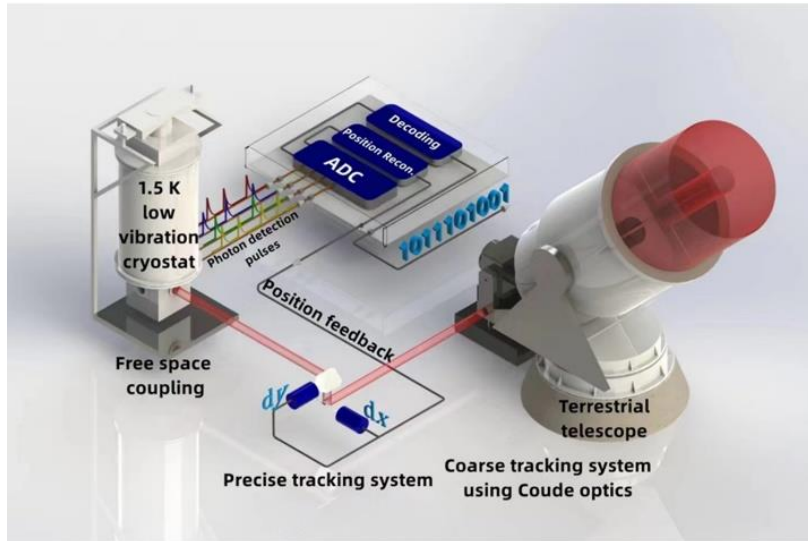 1.5 K
low
vibration
cryostat
Photon detection
pulses
ADC
Position Recon.
Decoding
1011101001
Position feedback
Free space
coupling
dy
dx
Precise tracking system
Terrestrial
telescope
Coarse tracking system
using Coude optics